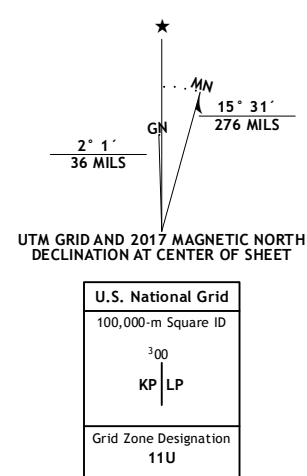 ★
MN
GN
15° 31´
276 MILS
2° 1´
36 MILS
UTM GRID AND 2017 MAGNETIC NORTH
DECLINATION AT CENTER OF SHEET
U.S. National Grid
100,000-m Square ID
³00
KP LP
Grid Zone Designation
11U